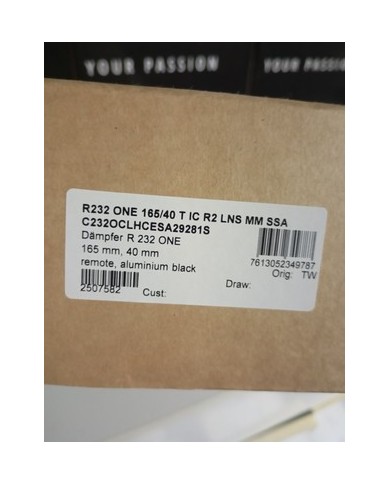 YOUR PASSION
YOUR PASSION
R232 ONE 165/40 T IC R2 LNS MM SSA
C232OCLHCESA29281S
Dämpfer R 232 ONE
165 mm, 40 mm
remote, aluminium black
7613052349787
Orig: TW
2507582
Cust:
Draw: